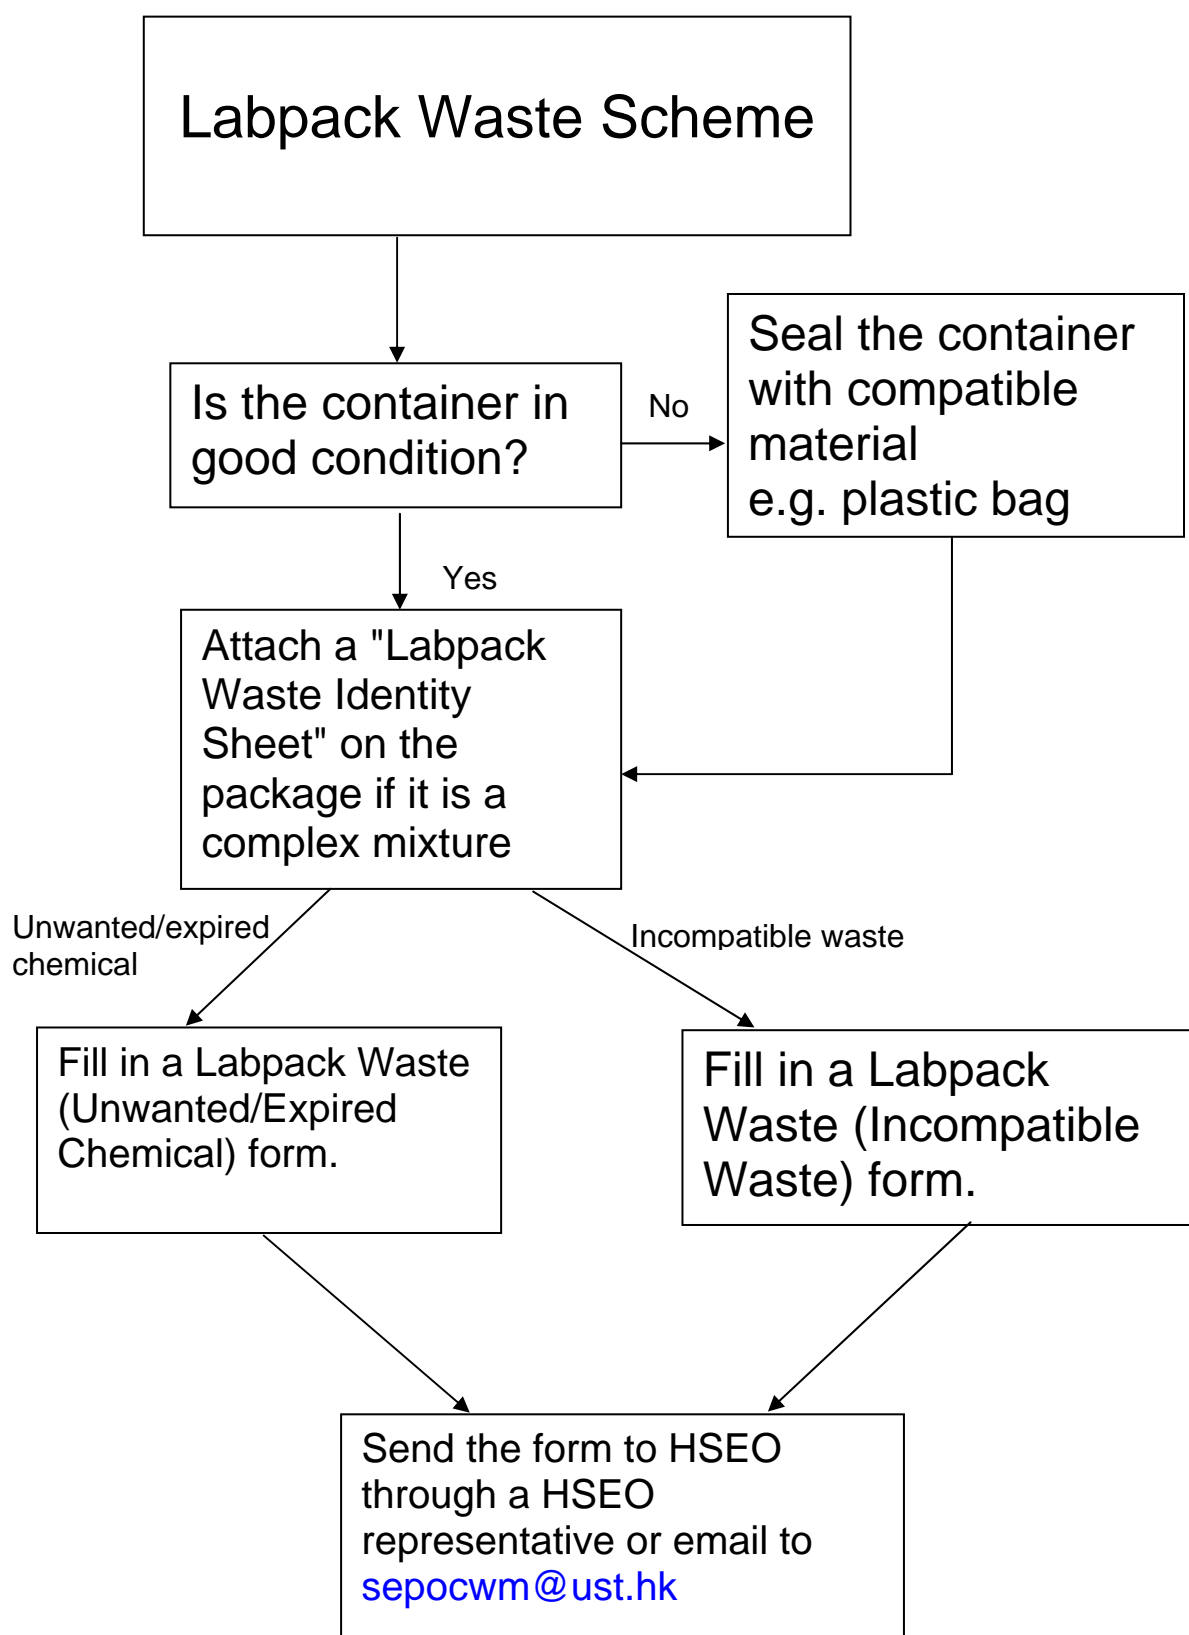 Labpack Waste Scheme
Is the container in
good condition?
No
Seal the container
with compatible
material
e.g. plastic bag
Yes
Attach a "Labpack
Waste Identity
Sheet" on the
package if it is a
complex mixture
Unwanted/expired
chemical
Incompatible waste
Fill in a Labpack Waste
(Unwanted/Expired
Chemical) form.
Fill in a Labpack
Waste (Incompatible
Waste) form.
Send the form to HSEO
through a HSEO
representative or email to
sepocwm@ust.hk